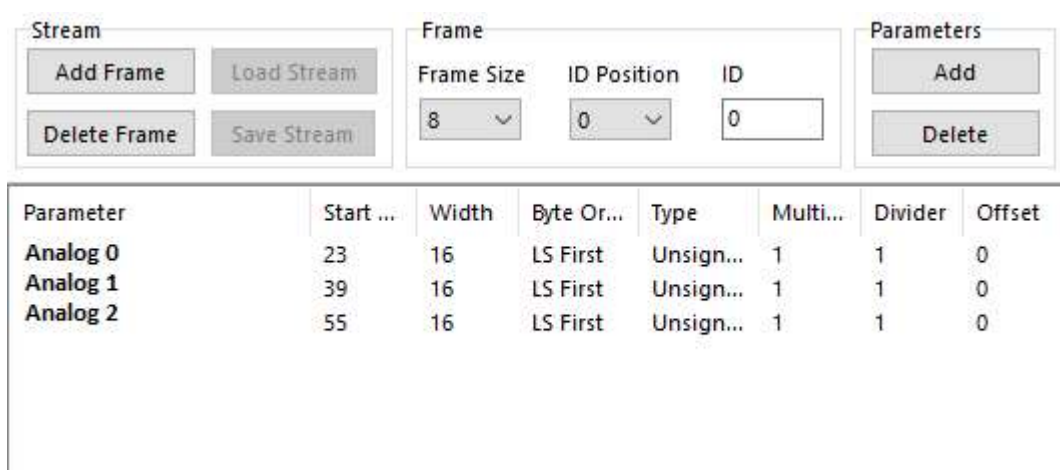 Stream Frame Parameters
Add Frame Load Stream Frame Size ID Position ID Add
Delete Frame Save Stream 8 0 0 Delete
Parameter Start ... Width Byte Or... Type Multi... Divider Offset
Analog 0 23 16 LS First Unsign... 1 1 0
Analog 1 39 16 LS First Unsign... 1 1 0
Analog 2 55 16 LS First Unsign... 1 1 0